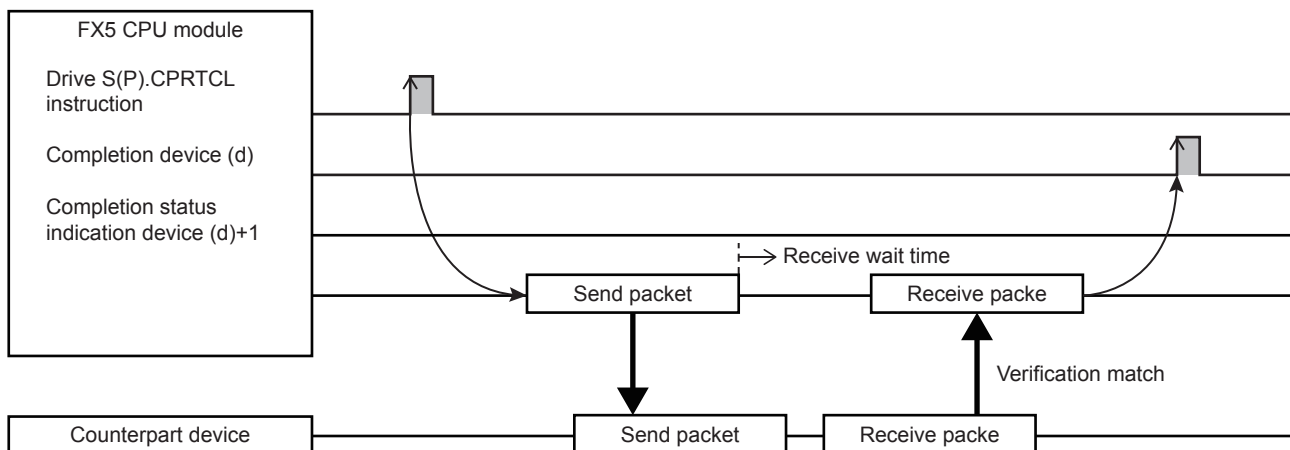 FX5 CPU module
Drive S(P).CPRTCL
instruction
Completion device (d)
Completion status
indication device (d)+1
Receive wait time
Send packet
Receive packe
Verification match
Counterpart device
Send packet
Receive packe